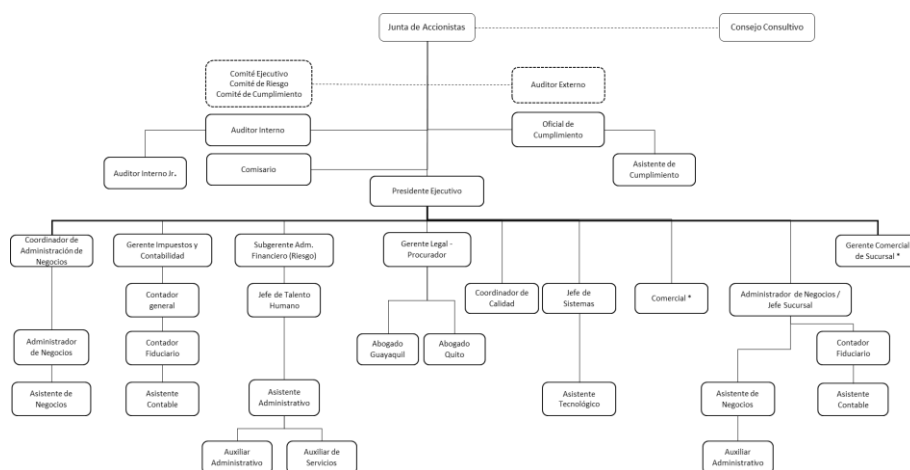 Junta de Accionistas
Consejo Consultivo
Comité Ejecutivo
Comité de Riesgo
Comité de Cumplimiento
Auditor Externo
Auditor Interno
Oficial de
Cumplimiento
Auditor Interno Jr.
Comisario
Asistente de
Cumplimiento
Presidente Ejecutivo
Coordinador de
Administración de
Negocios
Gerente Impuestos y
Contabilidad
Subgerente Adm.
Financiero (Riesgo)
Gerente Legal -
Procurador
Gerente Comercial
de Sucursal *
Contador
general
Jefe de Talento
Humano
Coordinador de
Calidad
Jefe de
Sistemas
Comercial *
Administrador de Negocios /
Jefe Sucursal
Administrador
de Negocios
Contador
Fiduciario
Abogado
Guayaquil
Abogado
Quito
Contador
Fiduciario
Asistente de
Negocios
Asistente
Contable
Asistente
Administrativo
Asistente
Tecnológico
Asistente de
Negocios
Asistente
Contable
Auxiliar
Administrativo
Auxiliar de
Servicios
Auxiliar
Administrativo